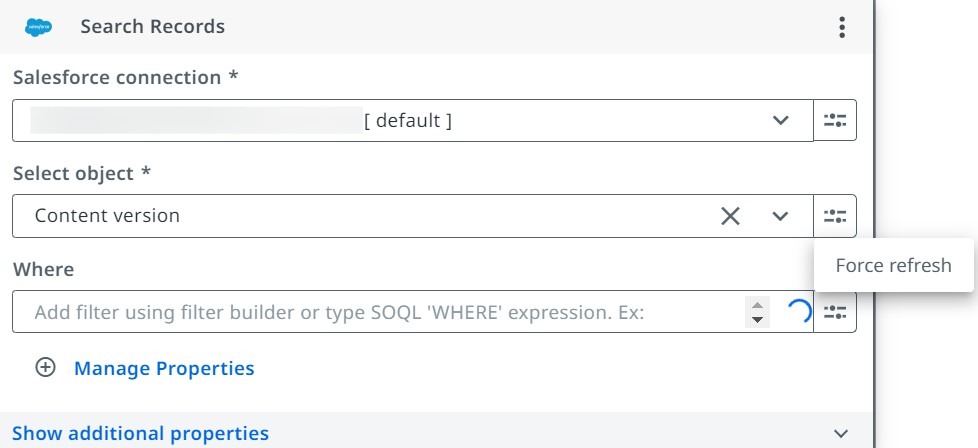 Search Records
Salesforce connection *
[ default ]
Select object *
Content version
Force refresh
Where
Add filter using filter builder or type SOQL 'WHERE' expression. Ex:
Manage Properties
Show additional properties